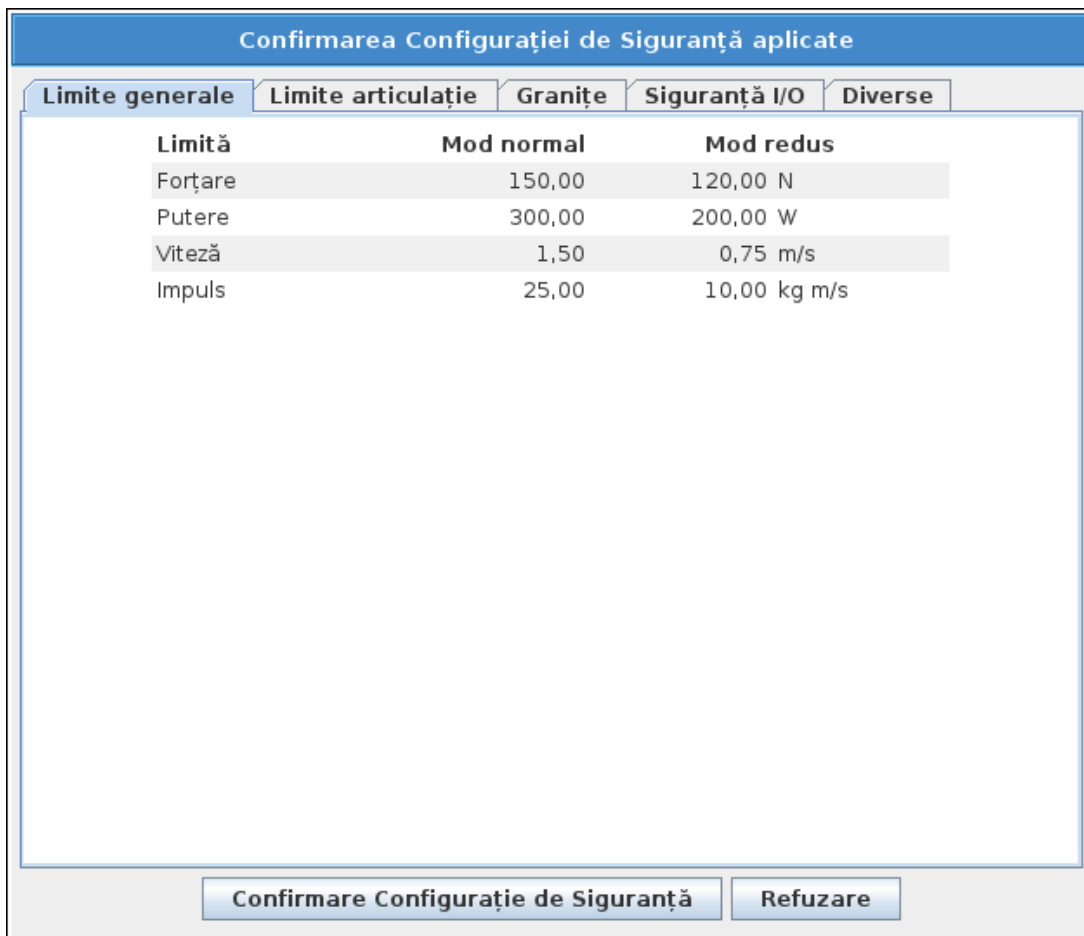 Confirmarea Configurației de Siguranță aplicate
Limite generale Limite articulație Granițe Siguranță I/O Diverse
Limită Mod normal Mod redus
Forțare 150,00 120,00 N
Putere 300,00 200,00 W
Viteză 1,50 0,75 m/s
Impuls 25,00 10,00 kg m/s
Confirmare Configurație de Siguranță Refuzare